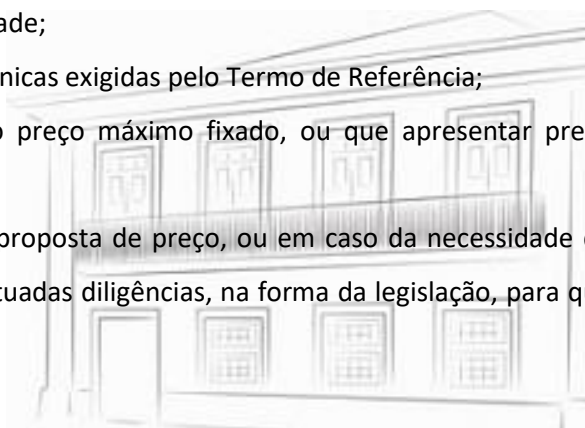 ade;
nicas exigidas pelo Termo de Referência;
o preço máximo fixado, ou que apresentar pre
proposta de preço, ou em caso da necessidade
tuadas diligências, na forma da legislação, para qu